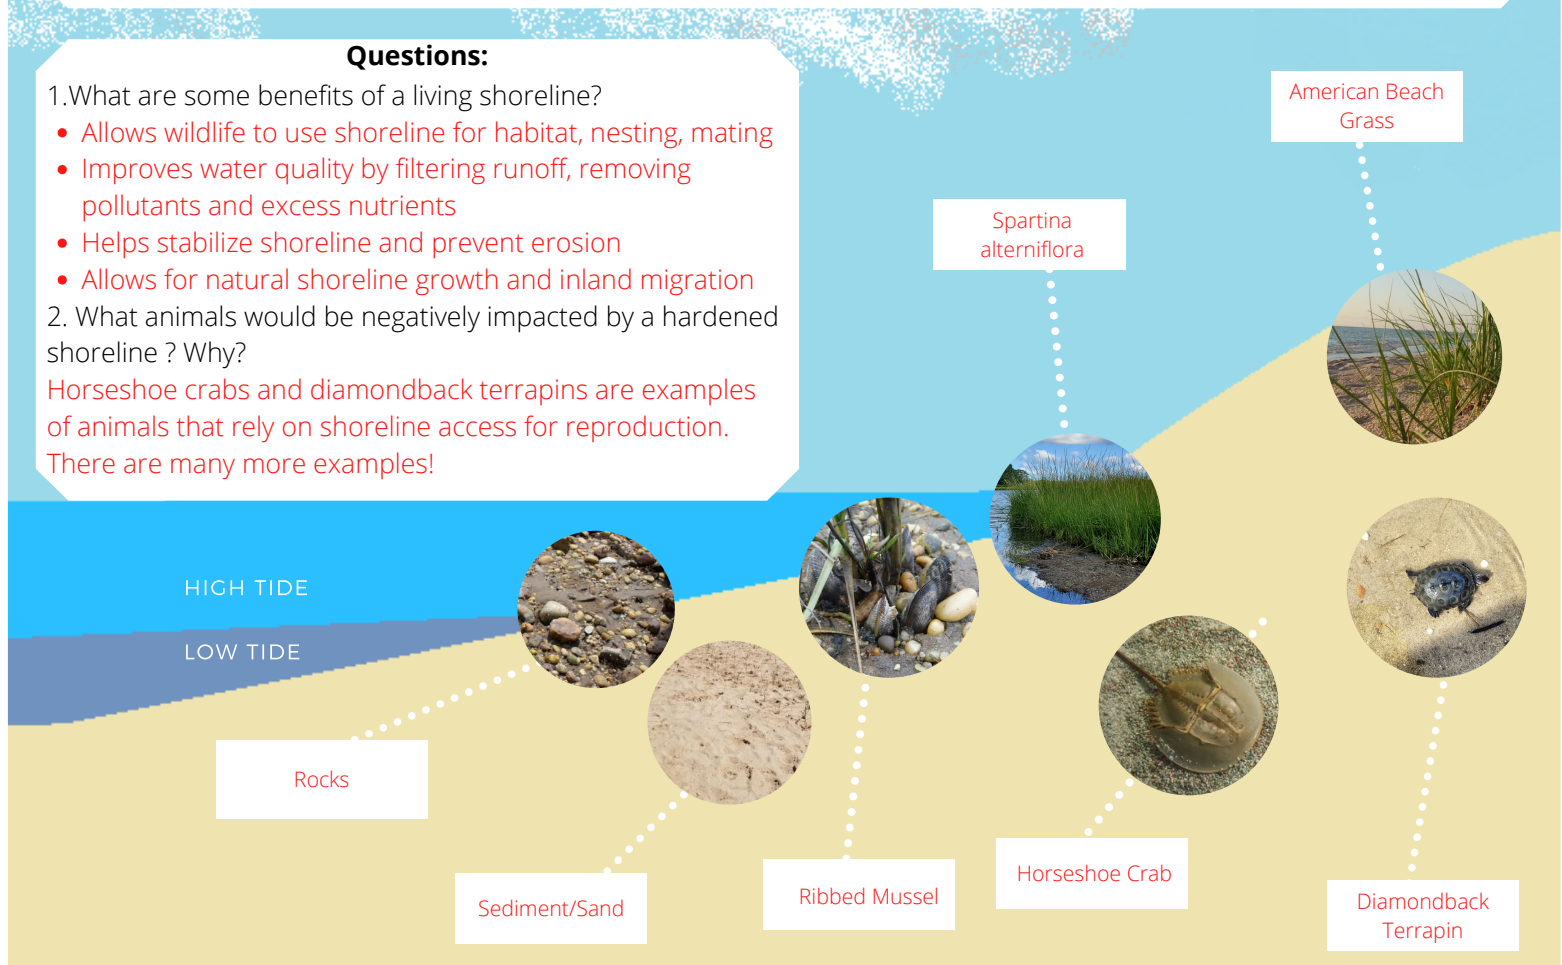 Questions:
1.What are some benefits of a living shoreline?
• Allows wildlife to use shoreline for habitat, nesting, mating
• Improves water quality by filtering runoff, removing
pollutants and excess nutrients
• Helps stabilize shoreline and prevent erosion
• Allows for natural shoreline growth and inland migration
2. What animals would be negatively impacted by a hardened
shoreline ? Why?
Horseshoe crabs and diamondback terrapins are examples
of animals that rely on shoreline access for reproduction.
There are many more examples!
American Beach
Grass
Spartina
alterniflora
HIGH TIDE
LOW TIDE
Rocks
Sediment/Sand
Ribbed Mussel
Horseshoe Crab
Diamondback
Terrapin